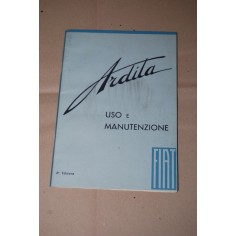 Ardita
USO E
MANUTENZIONE
FIAT